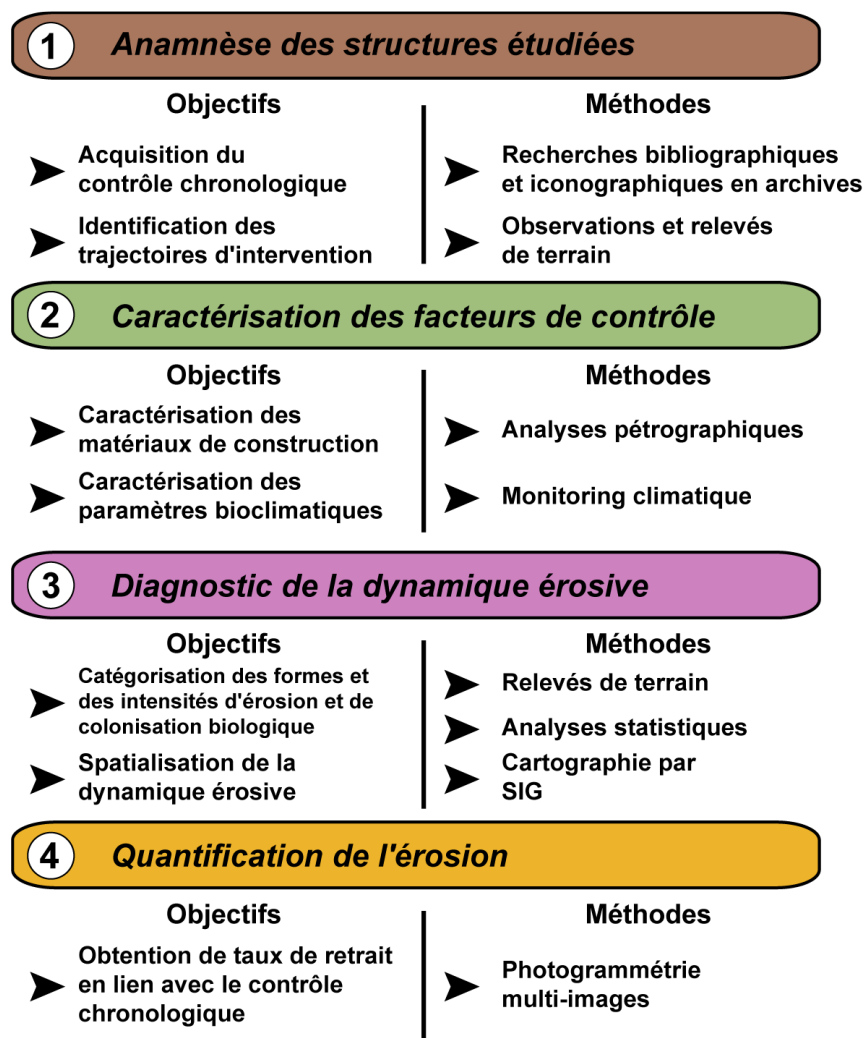 1 Anamnèse des structures étudiées
Objectifs
Acquisition du
contrôle chronologique
Identification des
trajectoires d'intervention
Méthodes
Recherches bibliographiques
et iconographiques en archives
Observations et relevés
de terrain
2 Caractérisation des facteurs de contrôle
Objectifs
Caractérisation des
matériaux de construction
Caractérisation des
paramètres bioclimatiques
Méthodes
Analyses pétrographiques
Monitoring climatique
3 Diagnostic de la dynamique érosive
Objectifs
Catégorisation des formes et
des intensités d'érosion et de
colonisation biologique
Spatialisation de la
dynamique érosive
Méthodes
Relevés de terrain
Analyses statistiques
Cartographie par
SIG
4 Quantification de l'érosion
Objectifs
Obtention de taux de retrait
en lien avec le contrôle
chronologique
Méthodes
Photogrammétrie
multi-images